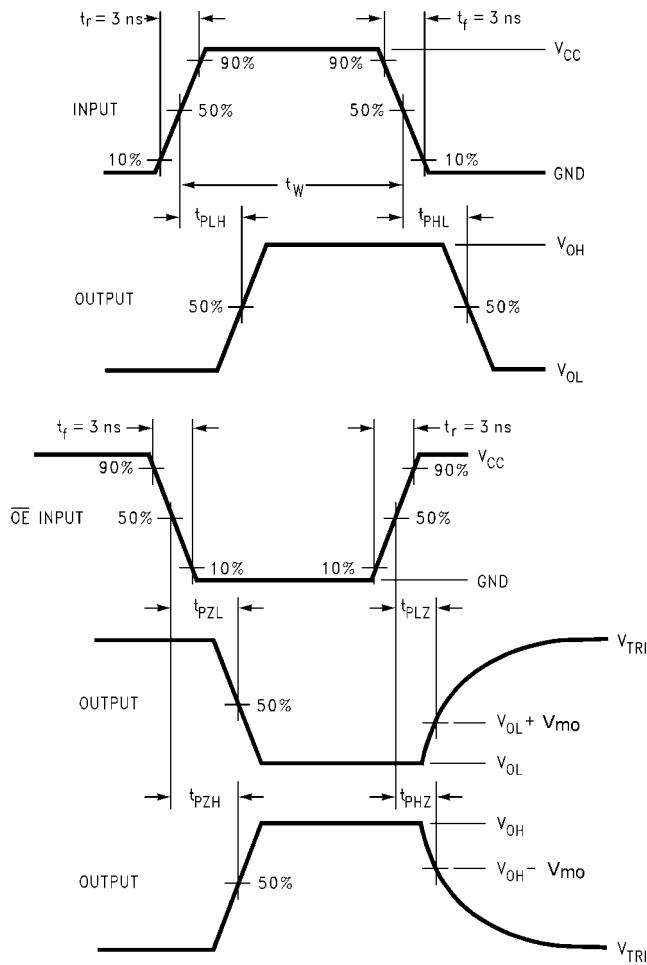 tr = 3 ns tf = 3 ns
VCC
90% 90%
INPUT 50% 50%
10% 10%
GND
tW
tPLH tPHL
VOH
OUTPUT 50% 50%
VOL
tf = 3 ns tr = 3 ns
VCC
90% 90%
OE INPUT 50% 50%
10% 10%
GND
tPZL tPLZ
VTRI
OUTPUT 50%
VOL + Vmo
VOL
tPZH tPHZ
VOH
VOH − Vmo
OUTPUT 50%
VTRI